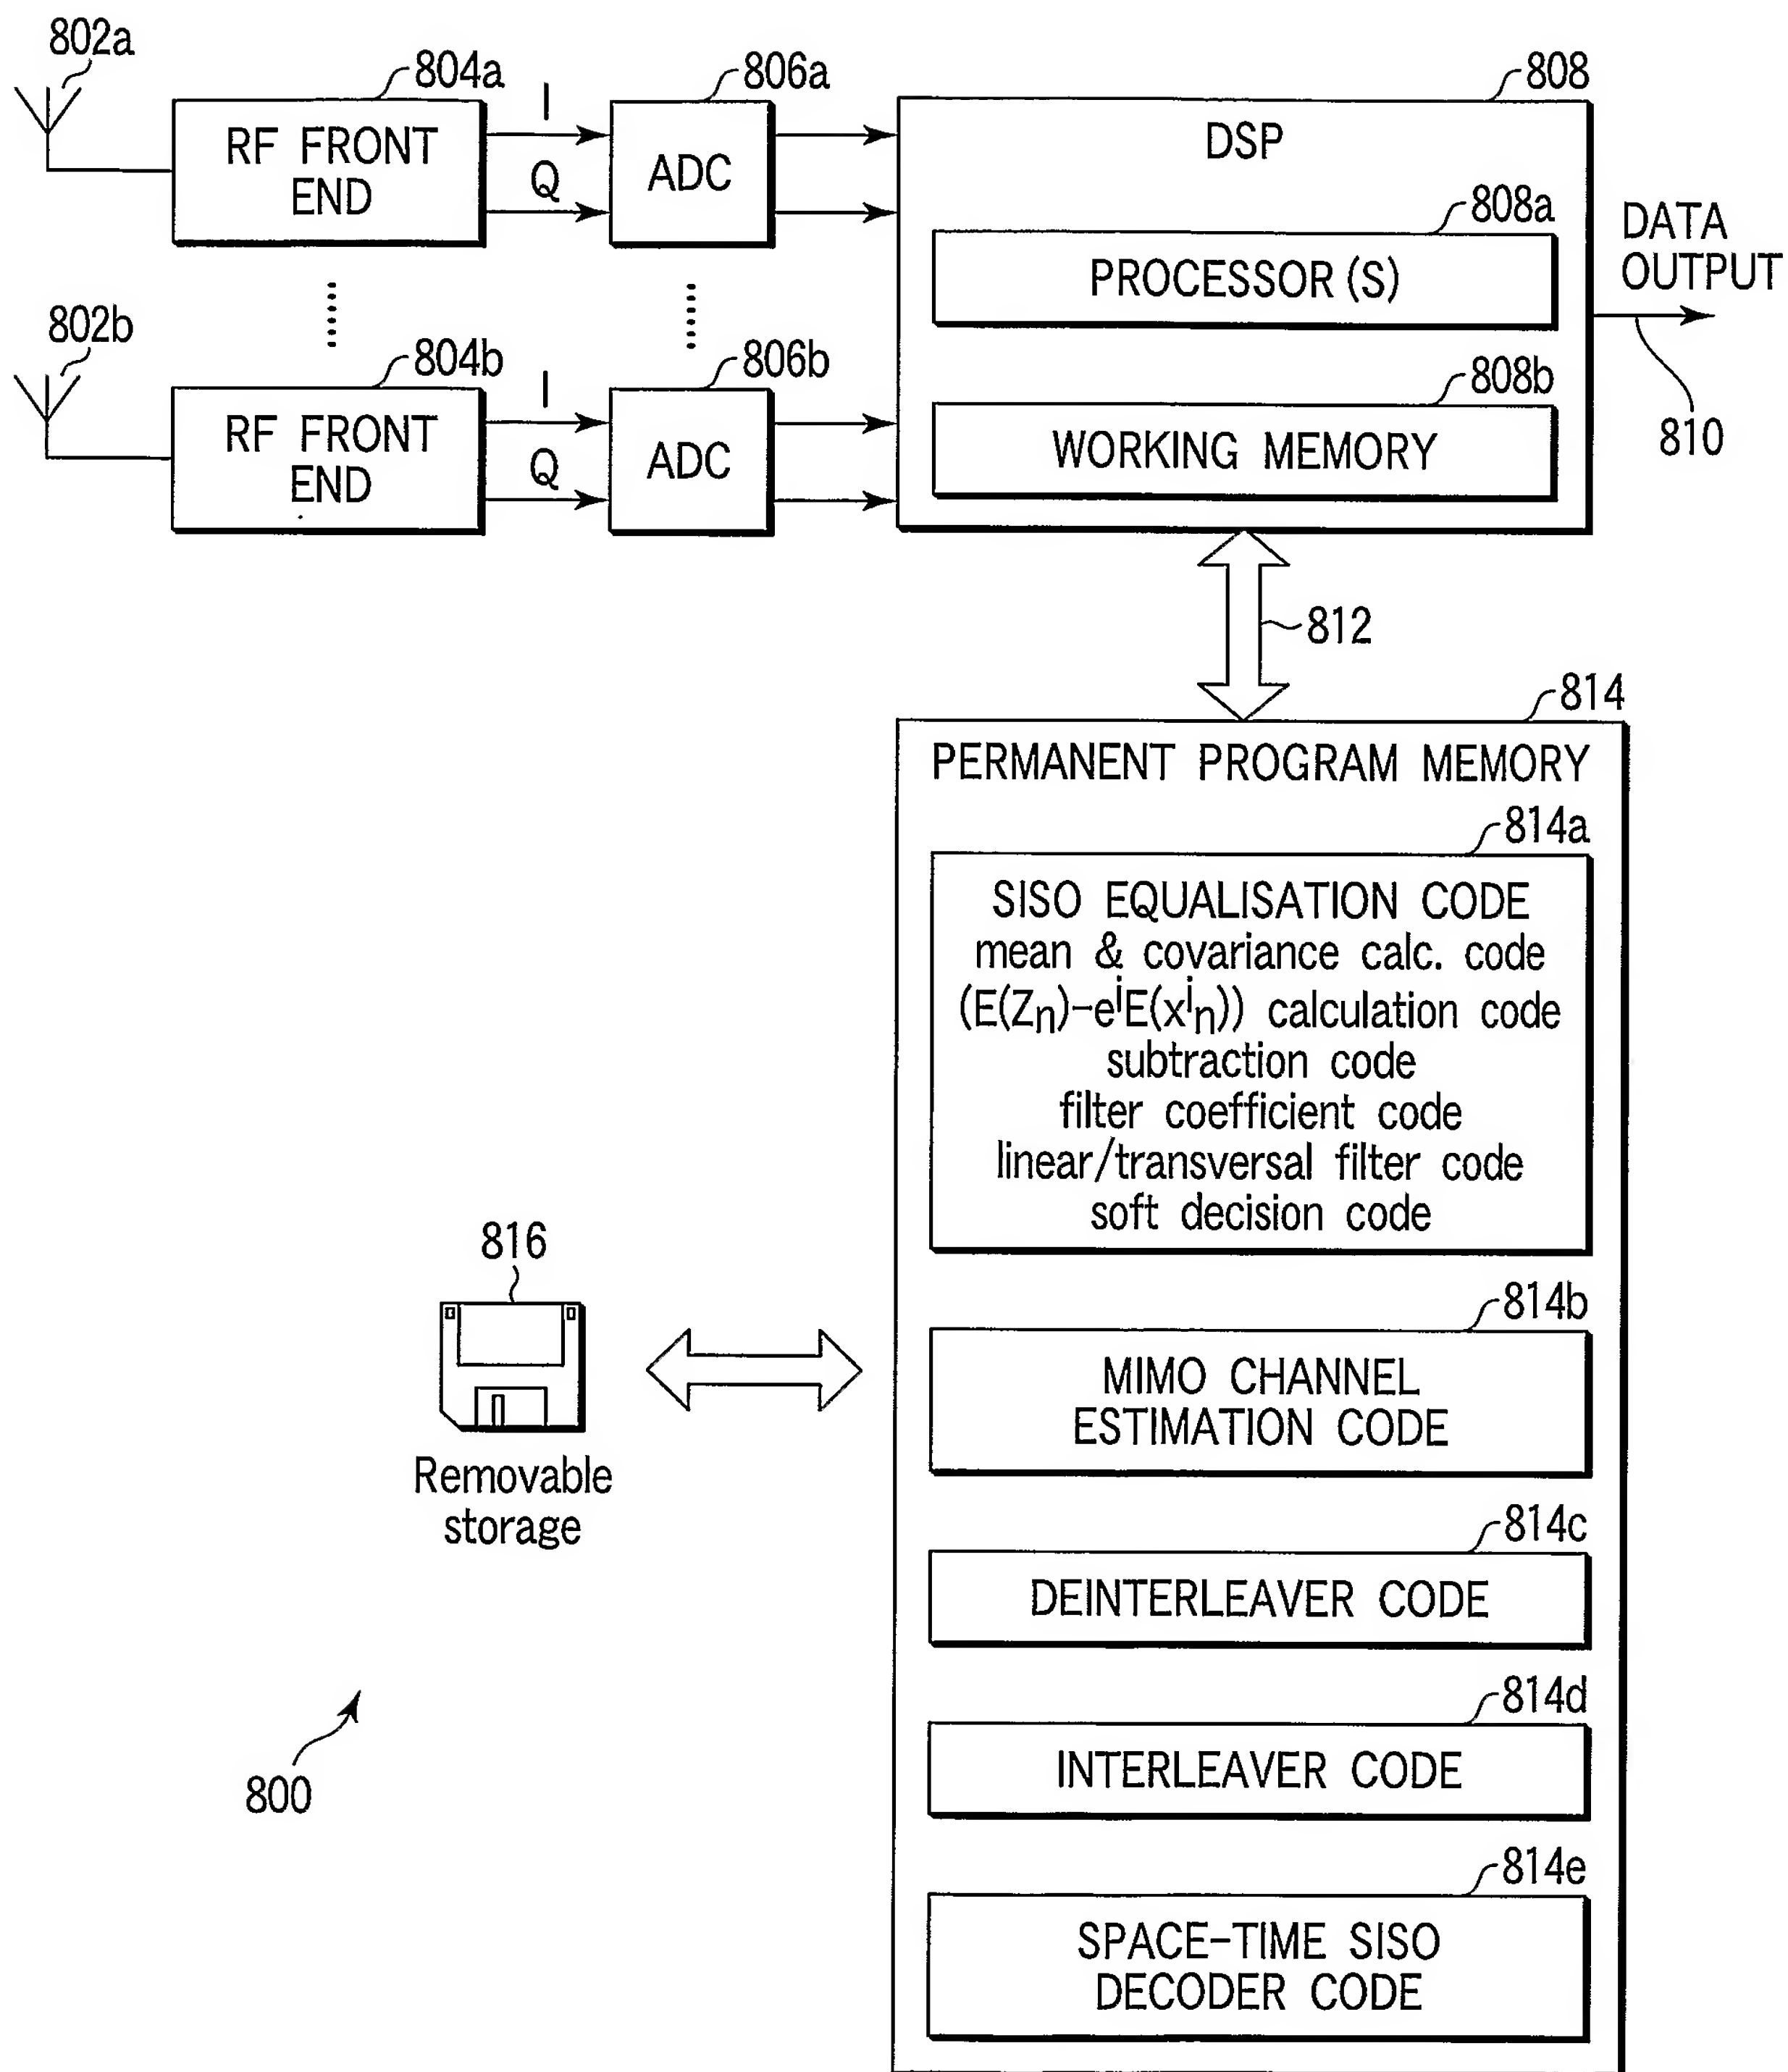 802a
804a
806a
808
RF FRONT
END
I
Q
ADC
DSP
808a
PROCESSOR (S)
DATA
OUTPUT
810
802b
804b
806b
808b
RF FRONT
END
I
Q
ADC
WORKING MEMORY
812
814
PERMANENT PROGRAM MEMORY
814a
SISO EQUALISATION CODE
mean & covariance calc. code
(E(Zn)-eʲE(xʲn)) calculation code
subtraction code
filter coefficient code
linear/transversal filter code
soft decision code
816
Removable
storage
814b
MIMO CHANNEL
ESTIMATION CODE
814c
DEINTERLEAVER CODE
814d
INTERLEAVER CODE
800
814e
SPACE-TIME SISO
DECODER CODE